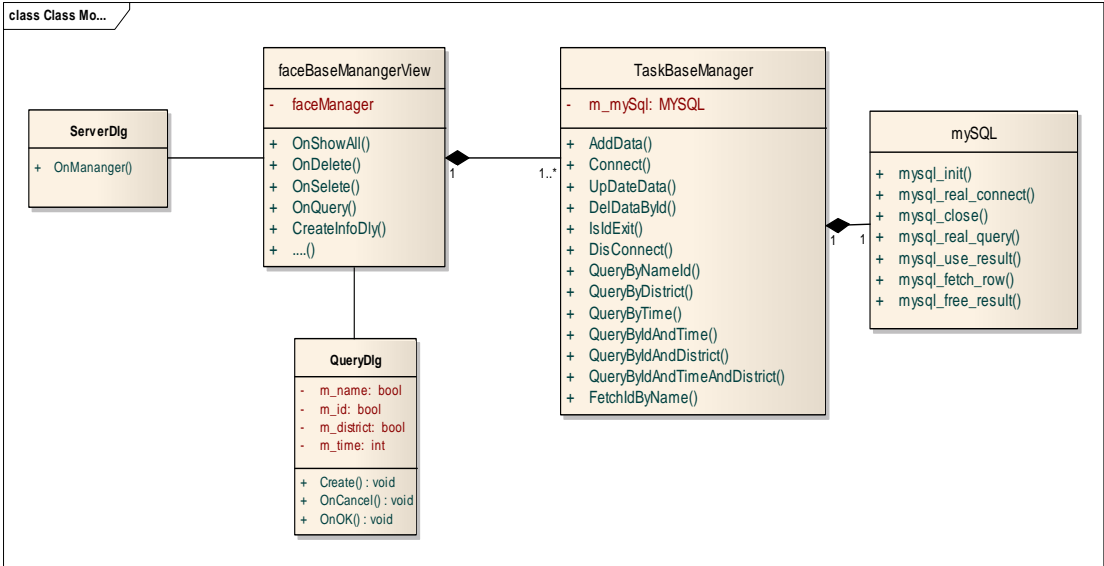 class Class Mo...
ServerDlg
+ OnMananger()
faceBaseManangerView
- faceManager
+ OnShowAll()
+ OnDelete()
+ OnSelete()
+ OnQuery()
+ CreateInfoDly()
+ ....()
1
1..*
TaskBaseManager
- m_mySql: MYSQL
+ AddData()
+ Connect()
+ UpDateData()
+ DelDataById()
+ IsIdExit()
+ DisConnect()
+ QueryByNameId()
+ QueryByDistrict()
+ QueryByTime()
+ QueryByIdAndTime()
+ QueryByIdAndDistrict()
+ QueryByIdAndTimeAndDistrict()
+ FetchIdByName()
1
1
mySQL
+ mysql_init()
+ mysql_real_connect()
+ mysql_close()
+ mysql_real_query()
+ mysql_use_result()
+ mysql_fetch_row()
+ mysql_free_result()
QueryDlg
- m_name: bool
- m_id: bool
- m_district: bool
- m_time: int
+ Create() : void
+ OnCancel() : void
+ OnOK() : void